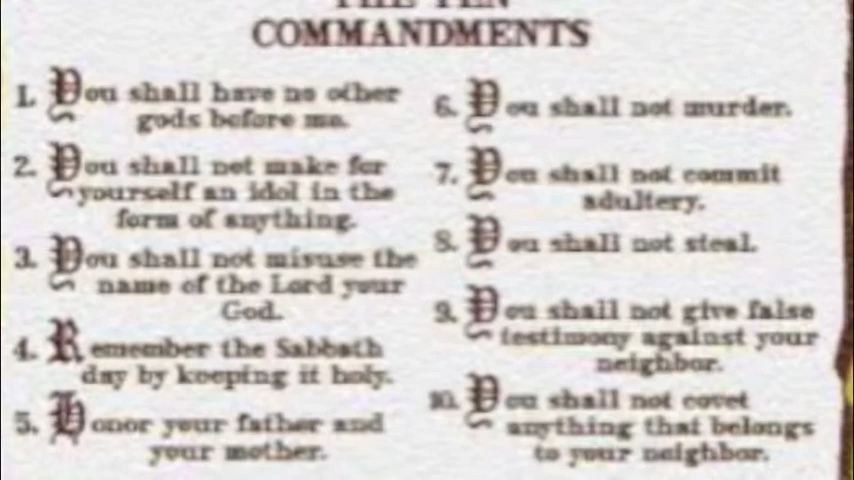 THE TEN
COMMANDMENTS
1. You shall have no other
gods before me.
2. You shall not make for
yourself an idol in the
form of anything.
3. You shall not misuse the
name of the Lord your
God.
4. Remember the Sabbath
day by keeping it holy.
5. Honor your father and
your mother.
6. You shall not murder.
7. You shall not commit
adultery.
8. You shall not steal.
9. You shall not give false
testimony against your
neighbor.
10. You shall not covet
anything that belongs
to your neighbor.